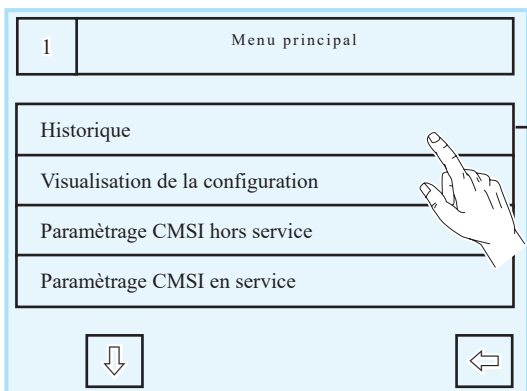 1
Menu principal
Historique
Visualisation de la configuration
Paramètrage CMSI hors service
Paramètrage CMSI en service